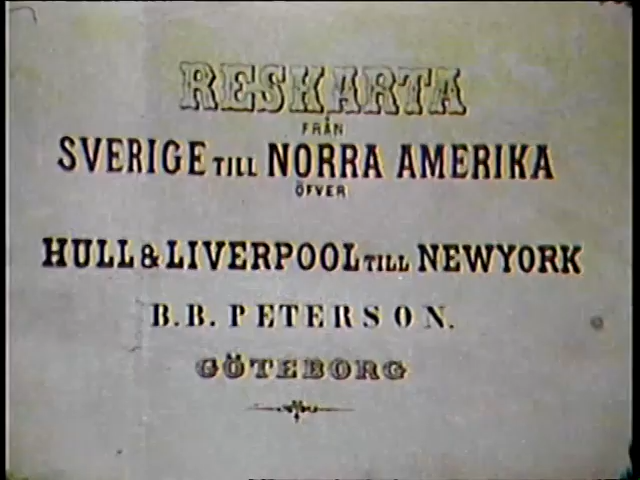 RESKARTA
FRÅN
SVERIGE TILL NORRA AMERIKA
ÖFVER
HULL & LIVERPOOL TILL NEWYORK
B.B. PETERSON.
GÖTEBORG